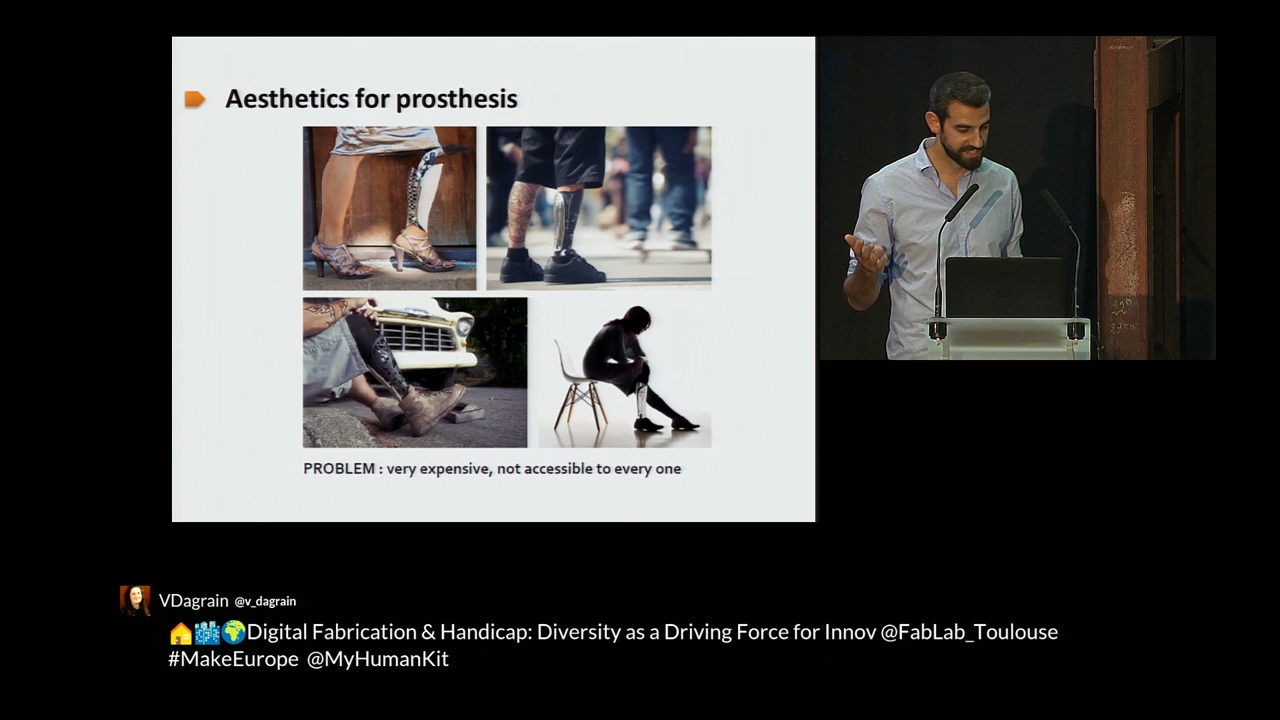 Aesthetics for prosthesis
PROBLEM : very expensive, not accessible to every one
VDagrain @v_dagrain
🏠🏙️🌍Digital Fabrication & Handicap: Diversity as a Driving Force for Innov @FabLab_Toulouse
#MakeEurope @MyHumanKit